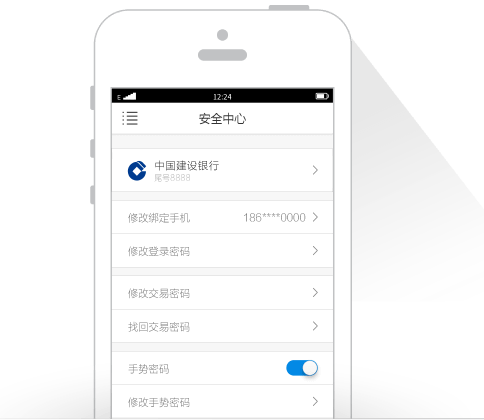 E 12:24
安全中心
中国建设银行
尾号8888
修改绑定手机 186****0000
修改登录密码
修改交易密码
找回交易密码
手势密码
修改手势密码